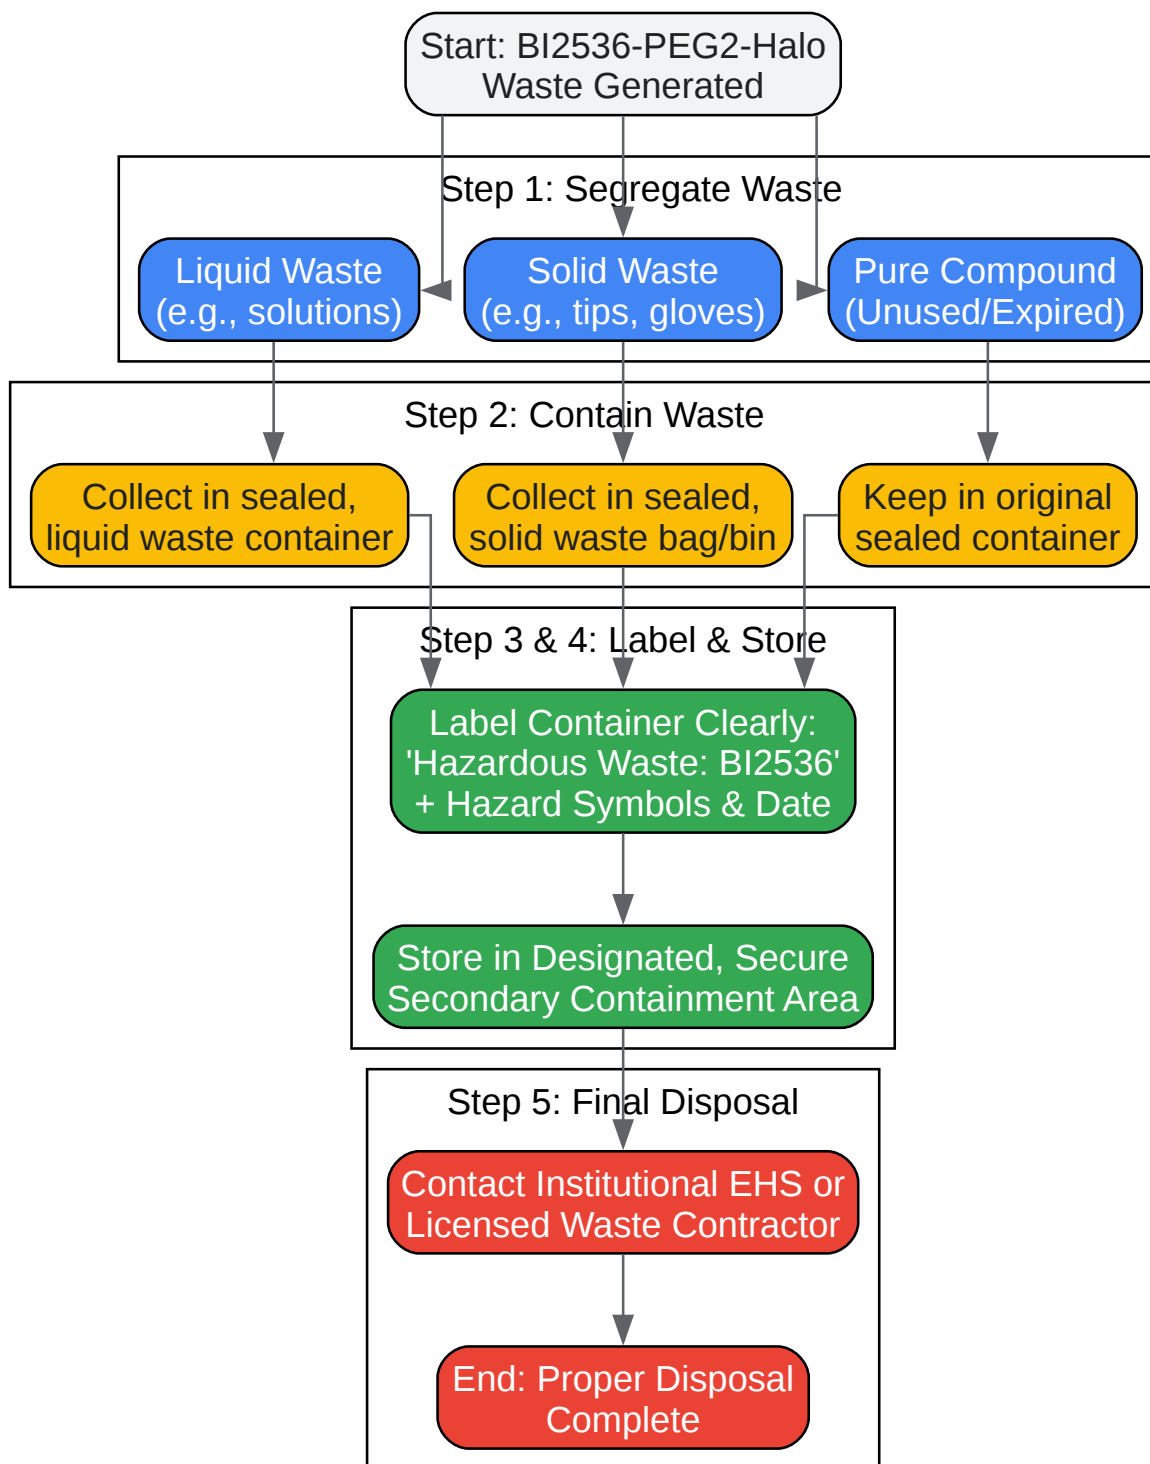 Start: BI2536-PEG2-Halo
Waste Generated
Step 1: Segregate Waste
Liquid Waste
(e.g., solutions)
Solid Waste
(e.g., tips, gloves)
Pure Compound
(Unused/Expired)
Step 2: Contain Waste
Collect in sealed,
liquid waste container
Collect in sealed,
solid waste bag/bin
Keep in original
sealed container
Step 3 & 4: Label & Store
Label Container Clearly:
'Hazardous Waste: BI2536'
+ Hazard Symbols & Date
Store in Designated, Secure
Secondary Containment Area
Step 5: Final Disposal
Contact Institutional EHS or
Licensed Waste Contractor
End: Proper Disposal
Complete